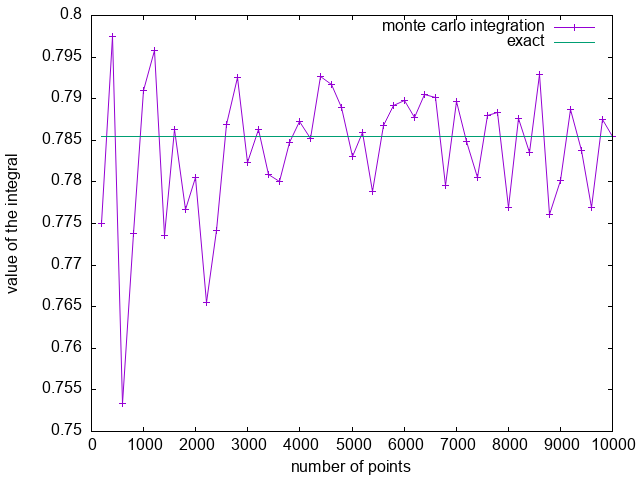 0.8
0.795
0.79
0.785
0.78
0.775
0.77
0.765
0.76
0.755
0.75
0 1000 2000 3000 4000 5000 6000 7000 8000 9000 10000
value of the integral
number of points
monte carlo integration
exact